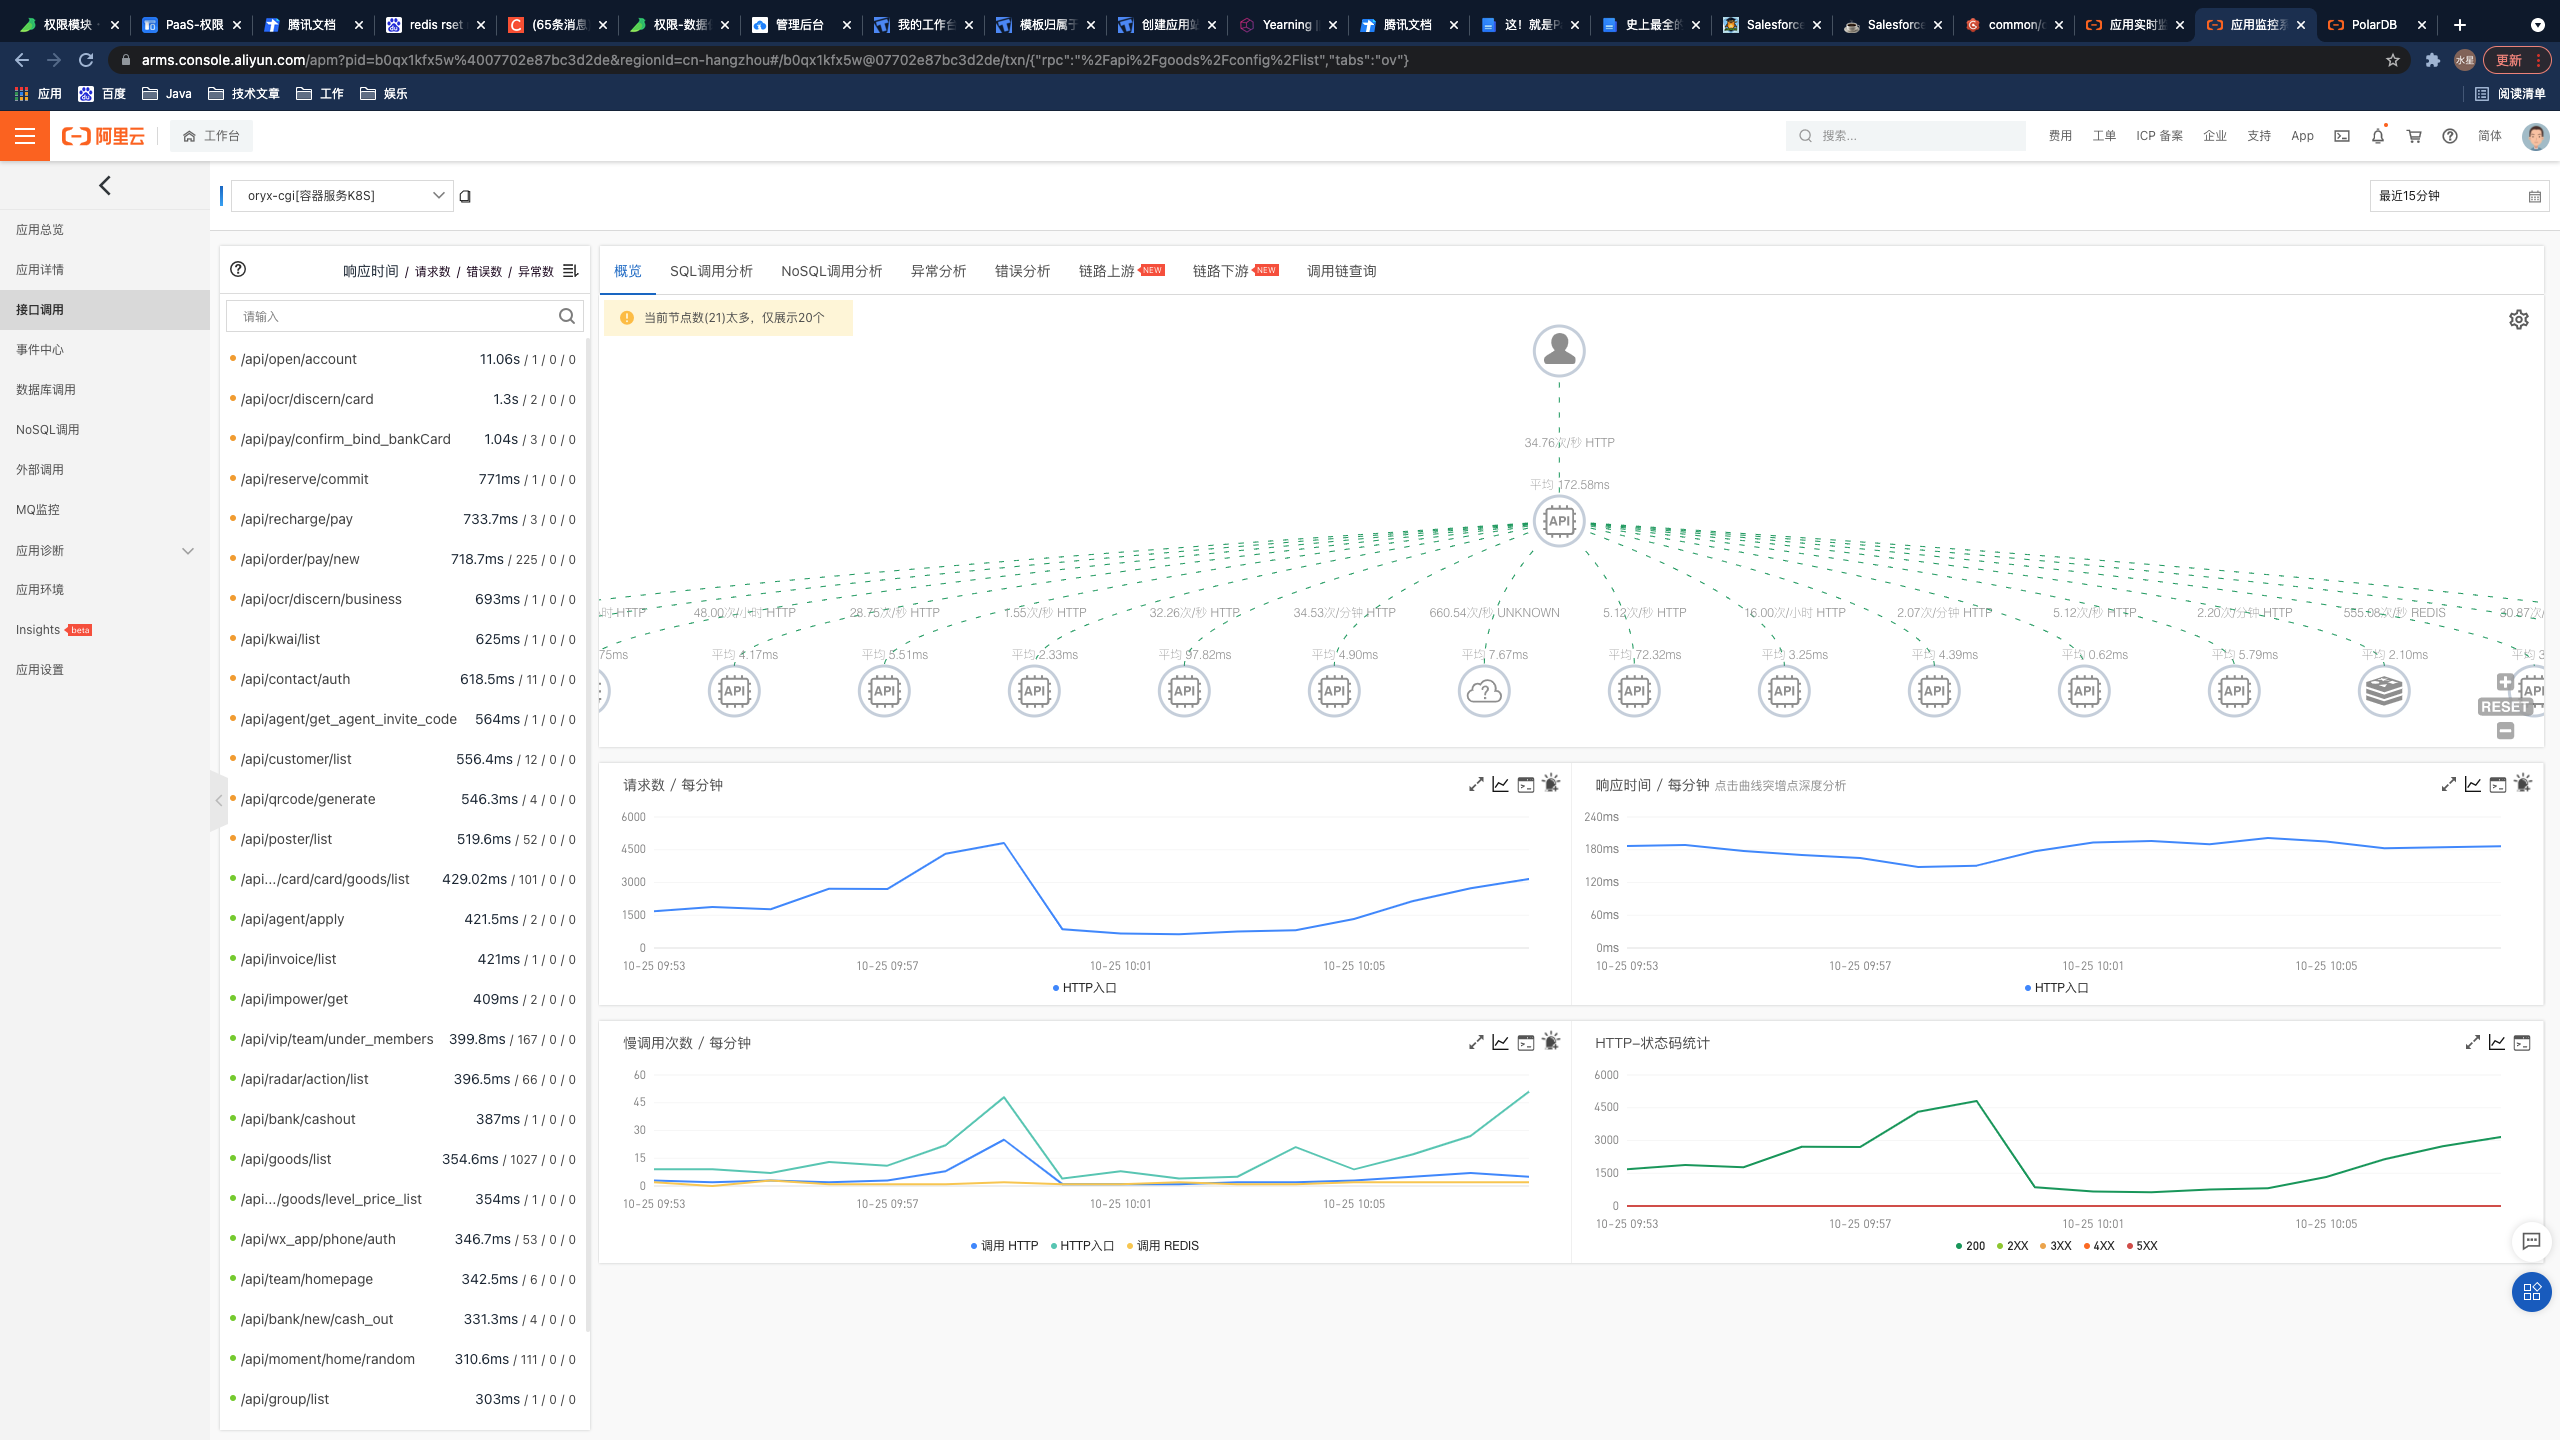 权限模块
PaaS-权限
腾讯文档
redis rset
(65条消息
权限-数据
管理后台
我的工作台
模板归属于
创建应用站
Yearning
腾讯文档
这！就是P
史上最全的
Salesforce
Salesforce
common/
应用实时监
应用监控系
PolarDB
arms.console.aliyun.com/apm?pid=b0qx1kfx5w%4007702e87bc3d2de&regionId=cn-hangzhou#/b0qx1kfx5w@07702e87bc3d2de/txn/{"rpc":"%2Fapi%2Fgoods%2Fconfig%2Flist","tabs":"ov"}
水星
更新
应用
百度
Java
技术文章
工作
娱乐
阅读清单
阿里云
工作台
搜索...
费用
工单
ICP 备案
企业
支持
App
简体
oryx-cgi[容器服务K8S]
最近15分钟
应用总览
应用详情
接口调用
事件中心
数据库调用
NoSQL调用
外部调用
MQ监控
应用诊断
应用环境
Insights beta
应用设置
响应时间 / 请求数 / 错误数 / 异常数
请输入
/api/open/account 11.06s / 1 / 0 / 0
/api/ocr/discern/card 1.3s / 2 / 0 / 0
/api/pay/confirm_bind_bankCard 1.04s / 3 / 0 / 0
/api/reserve/commit 771ms / 1 / 0 / 0
/api/recharge/pay 733.7ms / 3 / 0 / 0
/api/order/pay/new 718.7ms / 225 / 0 / 0
/api/ocr/discern/business 693ms / 1 / 0 / 0
/api/kwai/list 625ms / 1 / 0 / 0
/api/contact/auth 618.5ms / 11 / 0 / 0
/api/agent/get_agent_invite_code 564ms / 1 / 0 / 0
/api/customer/list 556.4ms / 12 / 0 / 0
/api/qrcode/generate 546.3ms / 4 / 0 / 0
/api/poster/list 519.6ms / 52 / 0 / 0
/api.../card/card/goods/list 429.02ms / 101 / 0 / 0
/api/agent/apply 421.5ms / 2 / 0 / 0
/api/invoice/list 421ms / 1 / 0 / 0
/api/impower/get 409ms / 2 / 0 / 0
/api/vip/team/under_members 399.8ms / 167 / 0 / 0
/api/radar/action/list 396.5ms / 66 / 0 / 0
/api/bank/cashout 387ms / 1 / 0 / 0
/api/goods/list 354.6ms / 1027 / 0 / 0
/api.../goods/level_price_list 354ms / 1 / 0 / 0
/api/wx_app/phone/auth 346.7ms / 53 / 0 / 0
/api/team/homepage 342.5ms / 6 / 0 / 0
/api/bank/new/cash_out 331.3ms / 4 / 0 / 0
/api/moment/home/random 310.6ms / 111 / 0 / 0
/api/group/list 303ms / 1 / 0 / 0
概览
SQL调用分析
NoSQL调用分析
异常分析
错误分析
链路上游 NEW
链路下游 NEW
调用链查询
当前节点数(21)太多，仅展示20个
34.76次/秒 HTTP
平均 172.58ms
API
时 HTTP
48.00次/小时 HTTP
28.75次/秒 HTTP
1.55次/秒 HTTP
32.26次/秒 HTTP
34.53次/分钟 HTTP
660.54次/秒 UNKNOWN
5.12次/秒 HTTP
16.00次/小时 HTTP
2.07次/分钟 HTTP
5.12次/秒 HTTP
2.20次/分钟 HTTP
555.08次/秒 REDIS
30.87次/
75ms
平均 4.17ms
平均 5.51ms
平均 2.33ms
平均 97.82ms
平均 4.90ms
平均 7.67ms
平均 72.32ms
平均 3.25ms
平均 4.39ms
平均 0.62ms
平均 5.79ms
平均 2.10ms
平均 3
API
API
API
API
API
?
API
API
API
API
API
API
RESET
请求数 / 每分钟
6000
4500
3000
1500
0
10-25 09:53
10-25 09:57
10-25 10:01
10-25 10:05
HTTP入口
响应时间 / 每分钟 点击曲线突增点深度分析
240ms
180ms
120ms
60ms
0ms
10-25 09:53
10-25 09:57
10-25 10:01
10-25 10:05
HTTP入口
慢调用次数 / 每分钟
60
45
30
15
0
10-25 09:53
10-25 09:57
10-25 10:01
10-25 10:05
调用 HTTP
HTTP入口
调用 REDIS
HTTP-状态码统计
6000
4500
3000
1500
0
10-25 09:53
10-25 09:57
10-25 10:01
10-25 10:05
200
2XX
3XX
4XX
5XX